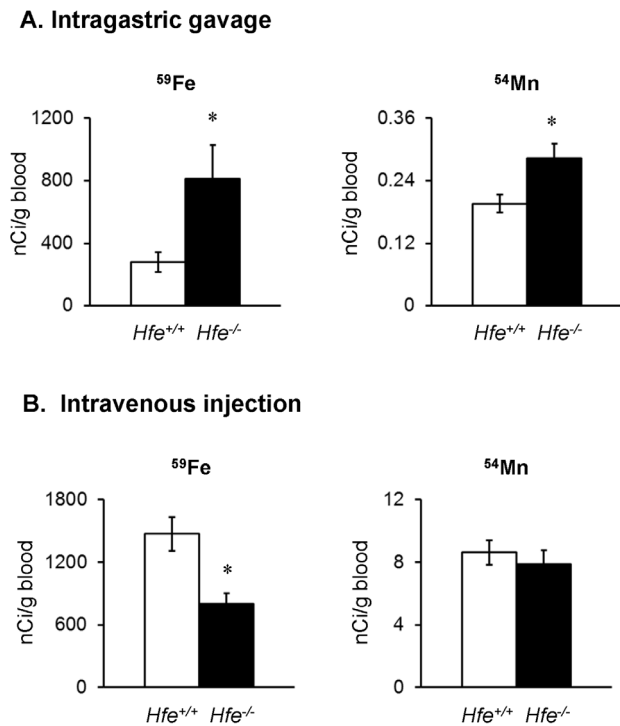 A. Intragastric gavage
⁵⁹Fe
nCi/g blood
1200
800
400
0
*
Hfe⁺/⁺ Hfe⁻/⁻
⁵⁴Mn
nCi/g blood
0.36
0.24
0.12
0
*
Hfe⁺/⁺ Hfe⁻/⁻
B. Intravenous injection
⁵⁹Fe
nCi/g blood
1800
1200
600
0
*
Hfe⁺/⁺ Hfe⁻/⁻
⁵⁴Mn
nCi/g blood
12
8
4
0
Hfe⁺/⁺ Hfe⁻/⁻